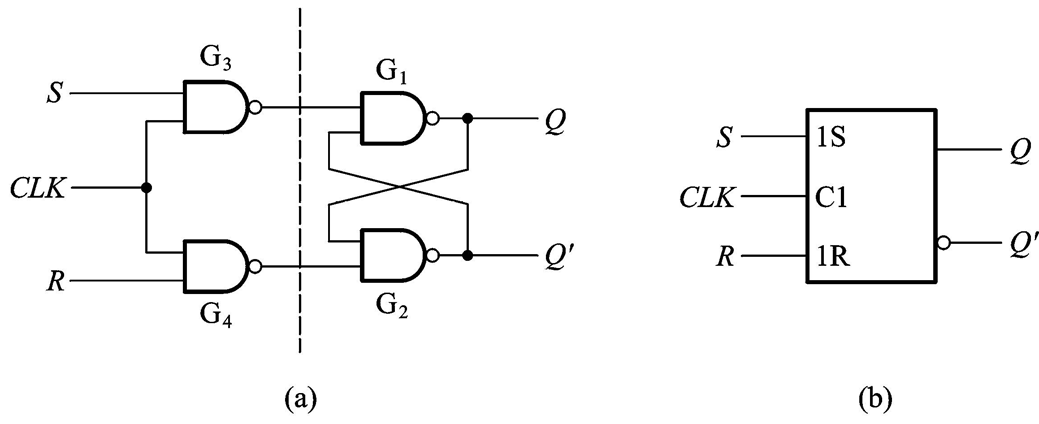 G₃
G₁
S
Q
CLK
R
Q'
G₄
G₂
(a)
S
1S
Q
CLK
C1
R
1R
Q'
(b)